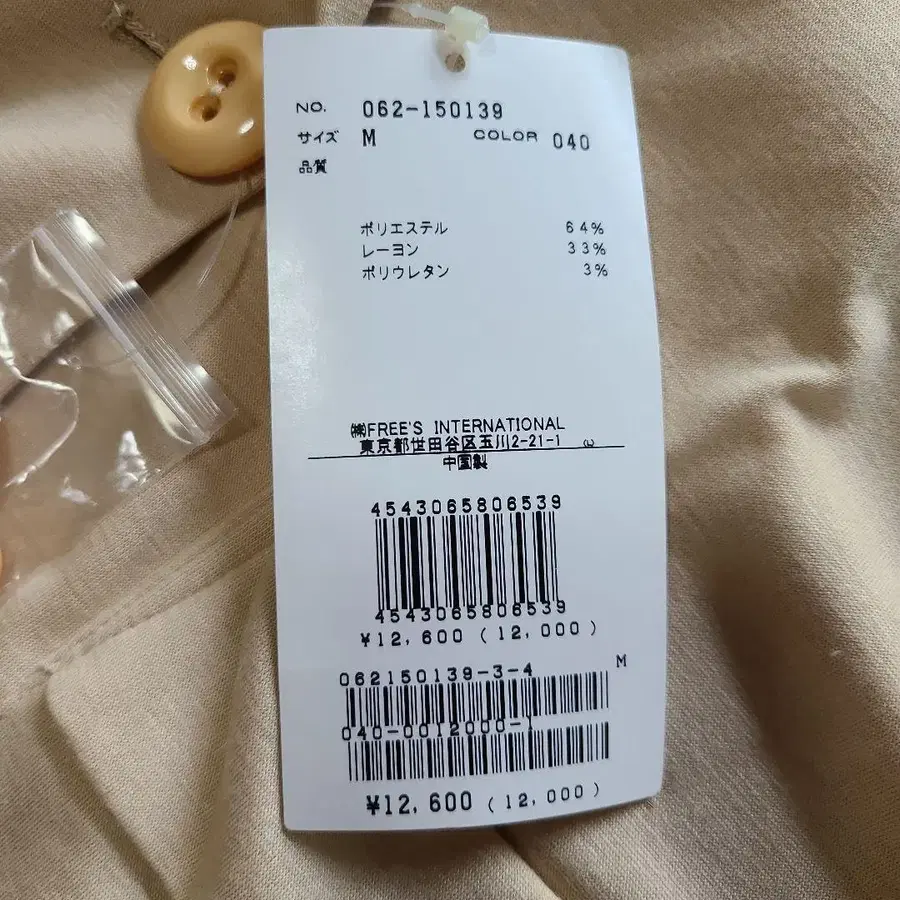 NO. 062-150139
サイズ M COLOR 040
品質
ポリエステル 64%
レーヨン 33%
ポリウレタン 3%
㈱FREE'S INTERNATIONAL
東京都世田谷区玉川2-21-1
中国製
4543065806539
4543065806539
¥12,600 (12,000)
062150139-3-4 M
040-0012000-1
¥12,600 (12,000)